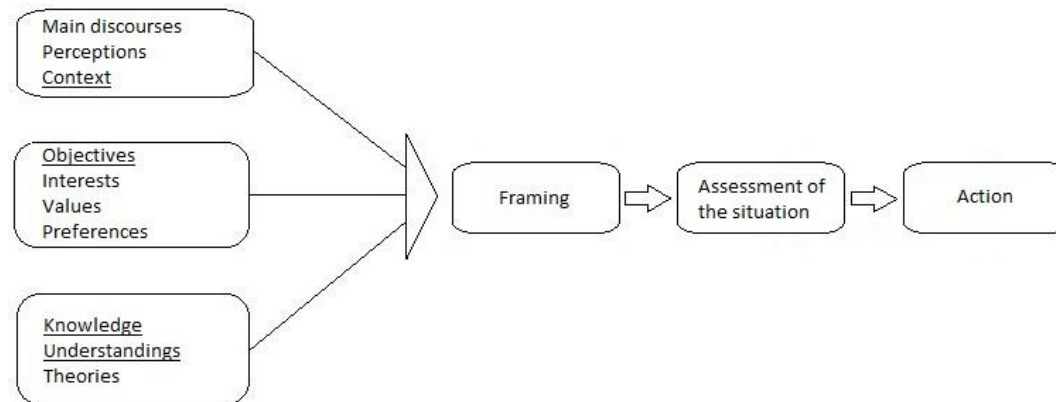 Main discourses
Perceptions
Context
Objectives
Interests
Values
Preferences
Knowledge
Understandings
Theories
Framing
Assessment of
the situation
Action